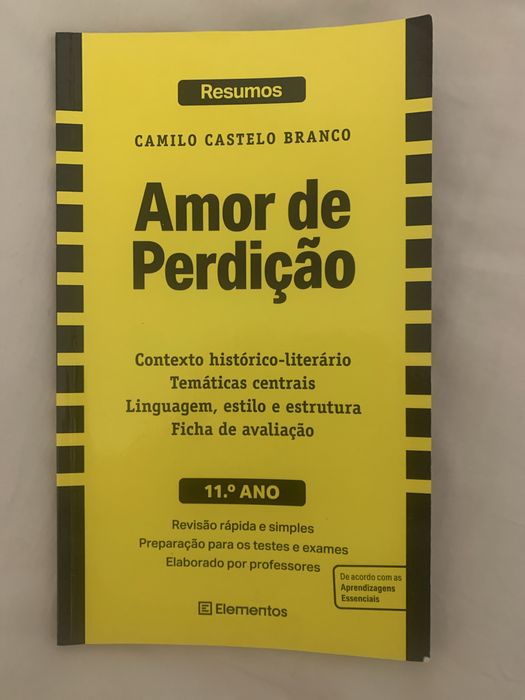 Resumos
CAMILO CASTELO BRANCO
Amor de
Perdição
Contexto histórico-literário
Temáticas centrais
Linguagem, estilo e estrutura
Ficha de avaliação
11.º ANO
Revisão rápida e simples
Preparação para os testes e exames
Elaborado por professores
De acordo com as
Aprendizagens
Essenciais
E Elementos